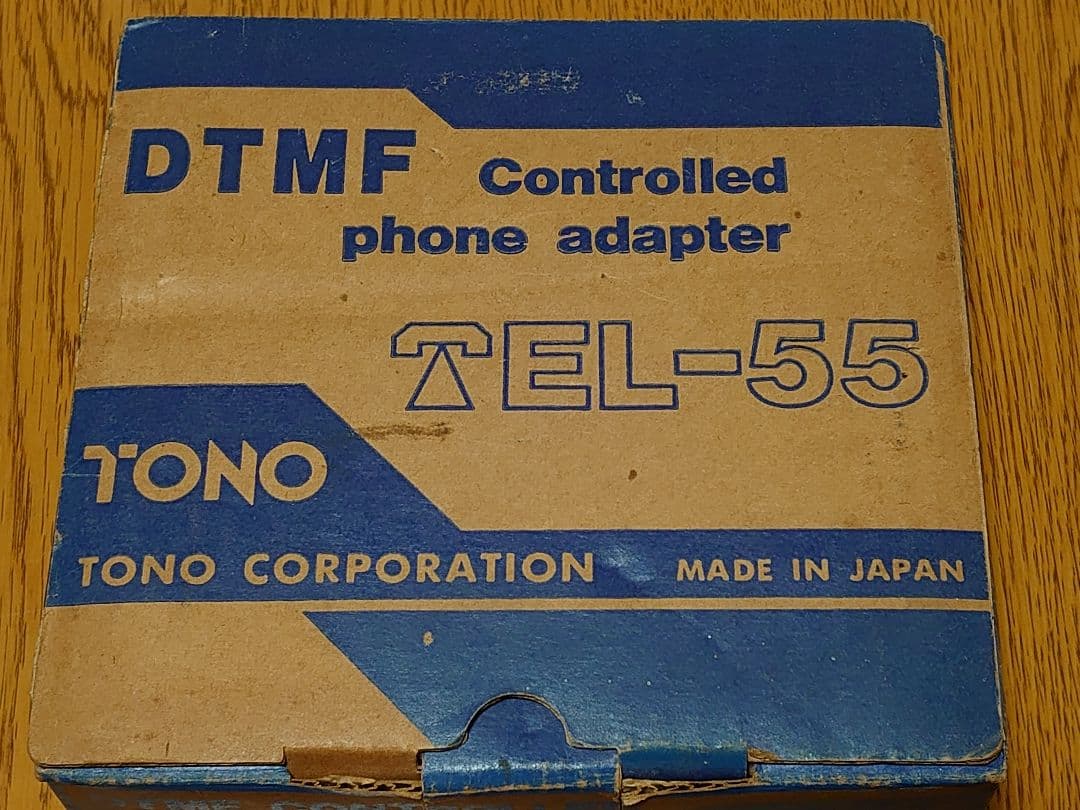 DTMF Controlled
phone adapter
TEL-55
TONO
TONO CORPORATION MADE IN JAPAN